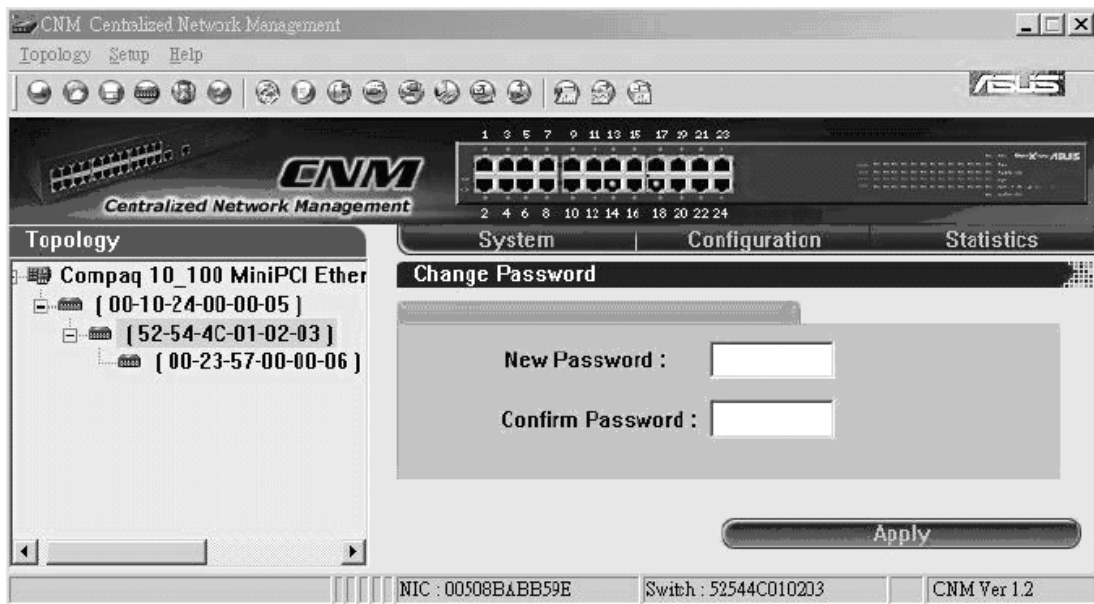 CNM Centralized Network Management
Topology Setup Help
ASUS
1 3 5 7 9 11 13 15 17 19 21 23
CNM
Centralized Network Management
2 4 6 8 10 12 14 16 18 20 22 24
Topology
System | Configuration Statistics
Compaq 10_100 MiniPCI Ether
( 00-10-24-00-00-05 )
( 52-54-4C-01-02-03 )
( 00-23-57-00-00-06 )
Change Password
New Password :
Confirm Password :
Apply
NIC : 00508BABB59E Switch : 52544C010203 CNM Ver 1.2